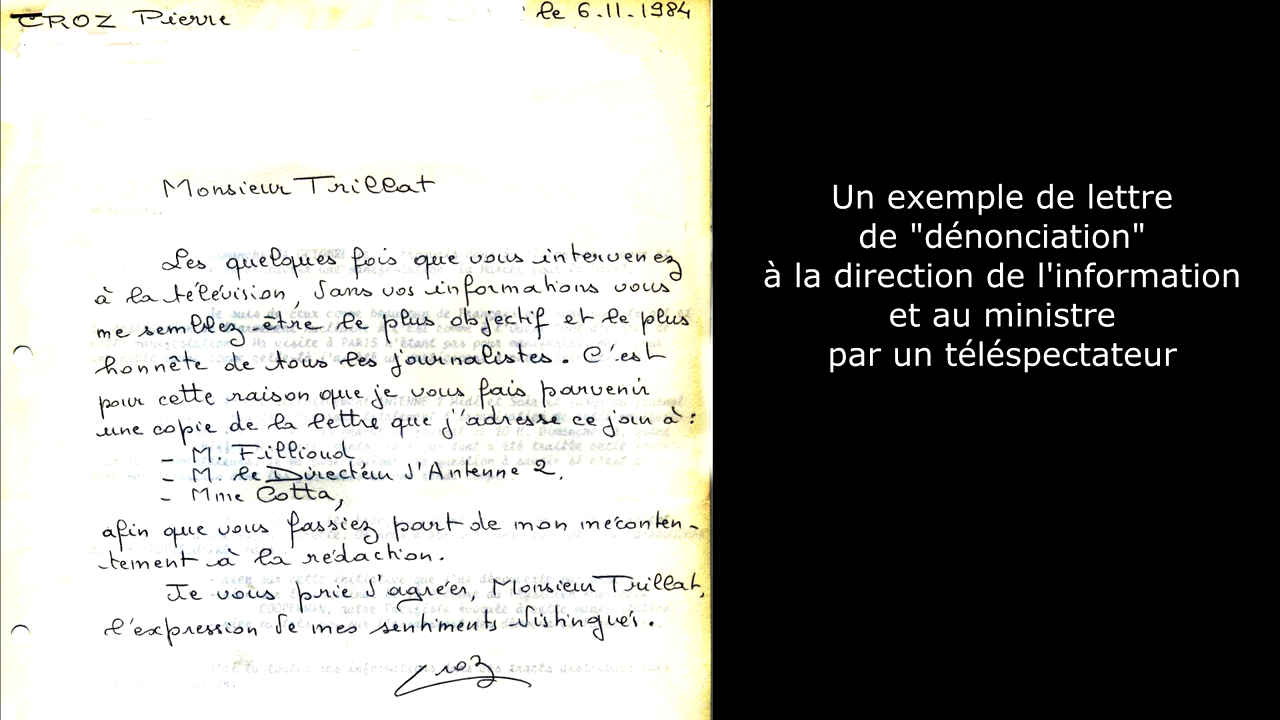 CROZ Pierre
le 6.11.1984
Monsieur Trillat
Les quelques fois que vous intervenez
à la télévision, dans vos informations vous
me semblez être le plus objectif et le plus
honnête de tous les journalistes. C'est
pour cette raison que je vous fais parvenir
une copie de la lettre que j'adresse ce join à :
- M. Fillioud
- M. le Directeur d'Antenne 2,
- Mme Cotta,
afin que vous fassiez part de mon méconten-
tement à la rédaction.
Je vous prie d'agréer, Monsieur Trillat,
l'expression de mes sentiments distingués.
Croz
Un exemple de lettre
de "dénonciation"
à la direction de l'information
et au ministre
par un téléspectateur